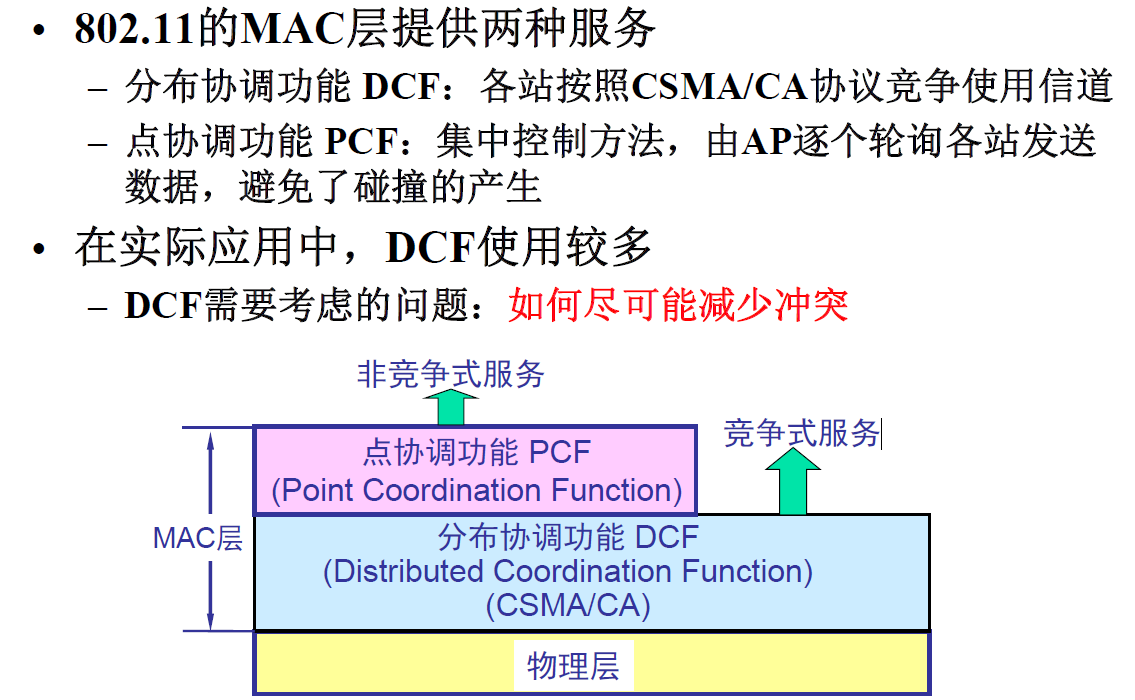 • 802.11的MAC层提供两种服务
– 分布协调功能 DCF：各站按照CSMA/CA协议竞争使用信道
– 点协调功能 PCF：集中控制方法，由AP逐个轮询各站发送
数据，避免了碰撞的产生
• 在实际应用中，DCF使用较多
– DCF需要考虑的问题：如何尽可能减少冲突
非竞争式服务
竞争式服务
点协调功能 PCF
(Point Coordination Function)
MAC层
分布协调功能 DCF
(Distributed Coordination Function)
(CSMA/CA)
物理层